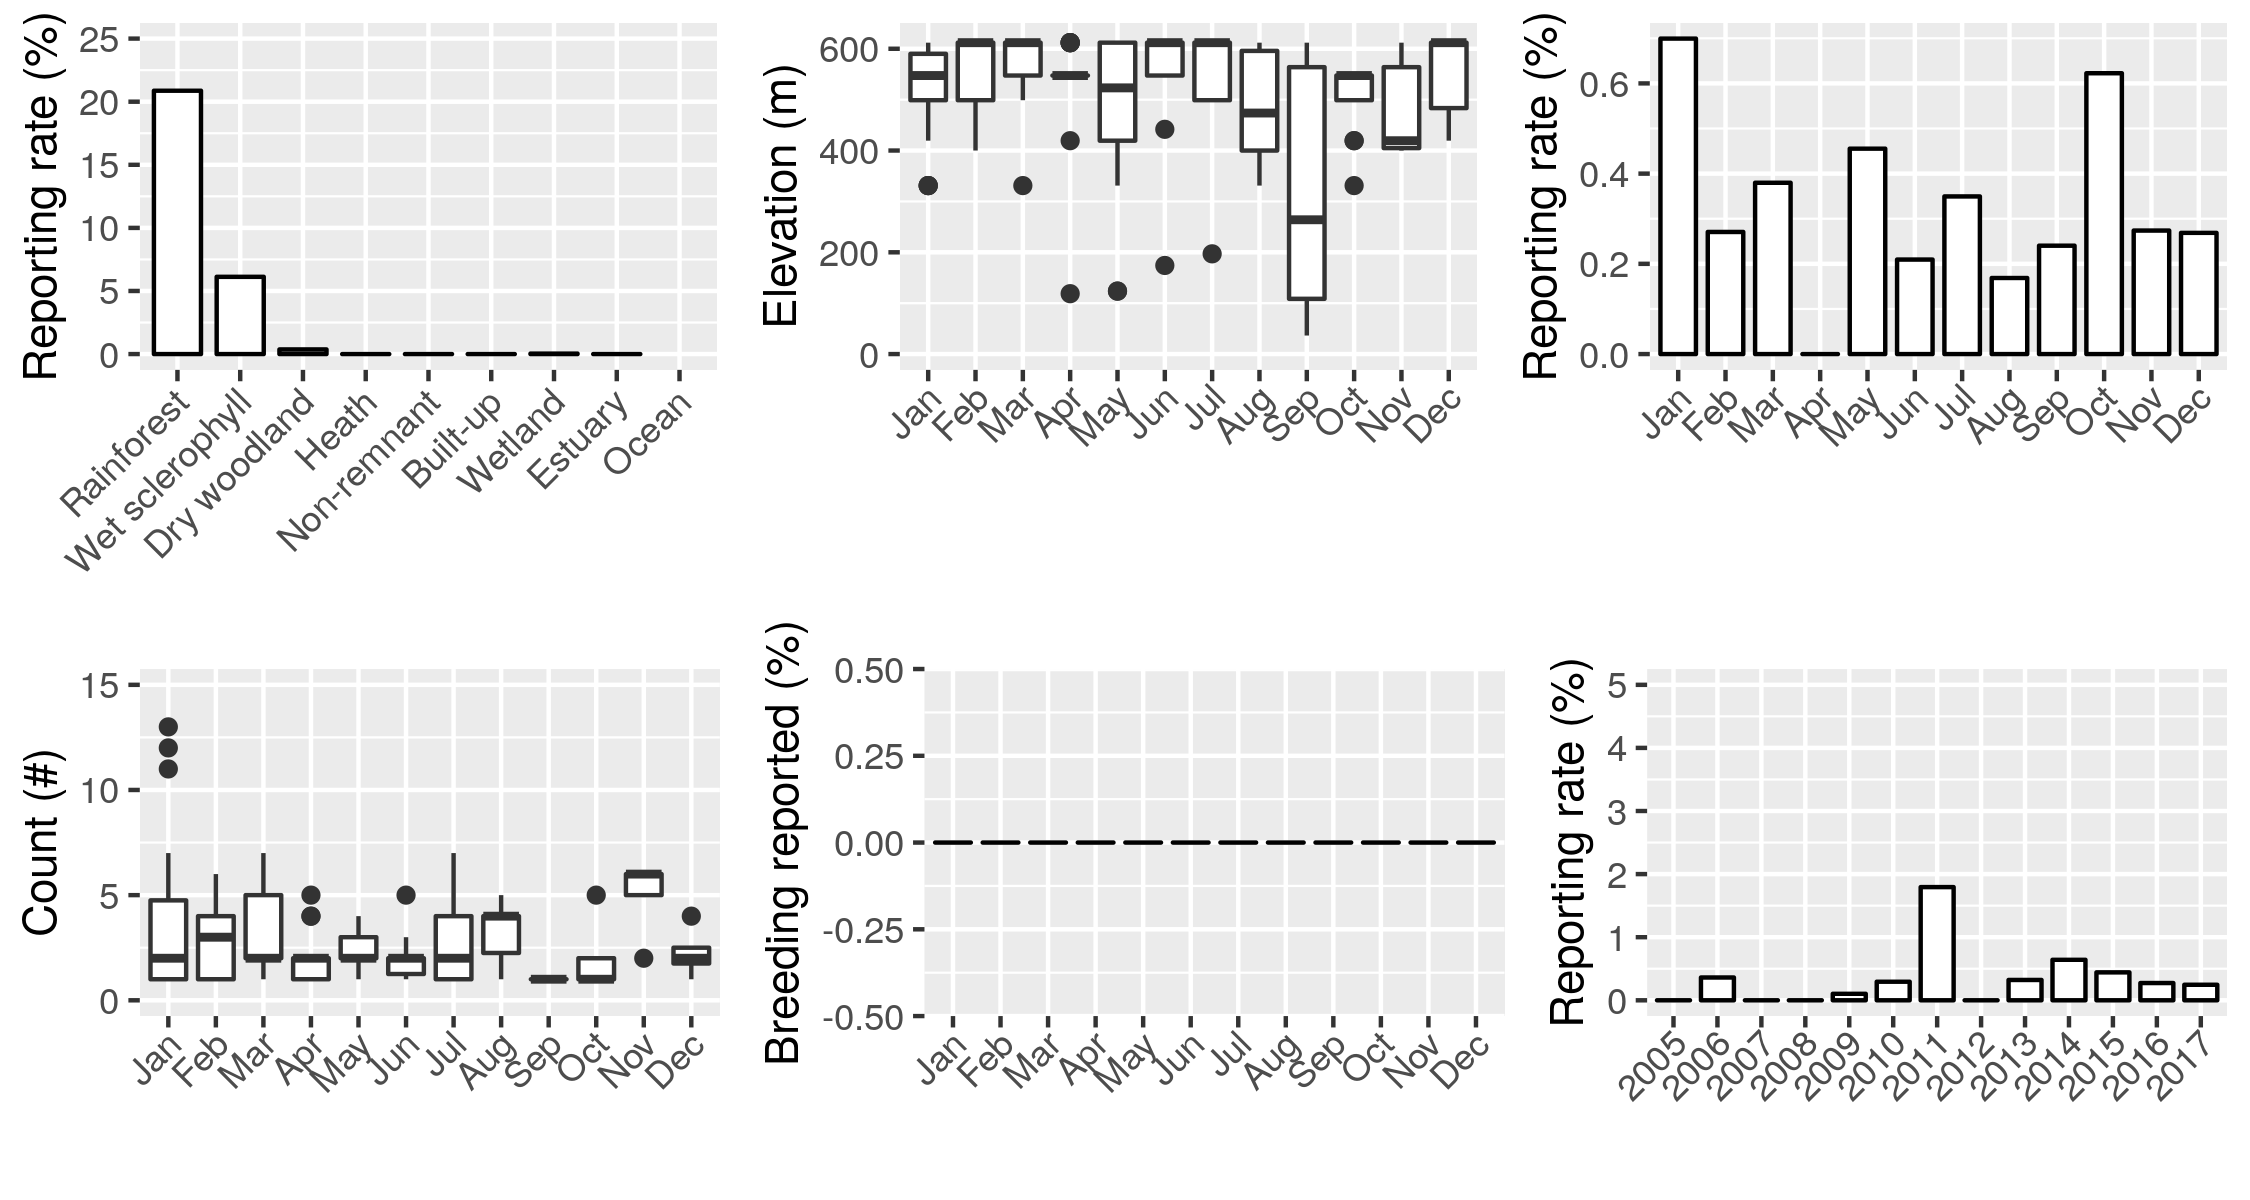 Reporting rate (%)
25
20
15
10
5
0
Rainforest
Wet sclerophyll
Dry woodland
Heath
Non-remnant
Built-up
Wetland
Estuary
Ocean
Elevation (m)
600
400
200
0
Jan Feb Mar Apr May Jun Jul Aug Sep Oct Nov Dec
Reporting rate (%)
0.6
0.4
0.2
0.0
Jan Feb Mar Apr May Jun Jul Aug Sep Oct Nov Dec
Count (#)
15
10
5
0
Jan Feb Mar Apr May Jun Jul Aug Sep Oct Nov Dec
Breeding reported (%)
0.50
0.25
0.00
-0.25
-0.50
Jan Feb Mar Apr May Jun Jul Aug Sep Oct Nov Dec
Reporting rate (%)
5
4
3
2
1
0
2005 2006 2007 2008 2009 2010 2011 2012 2013 2014 2015 2016 2017